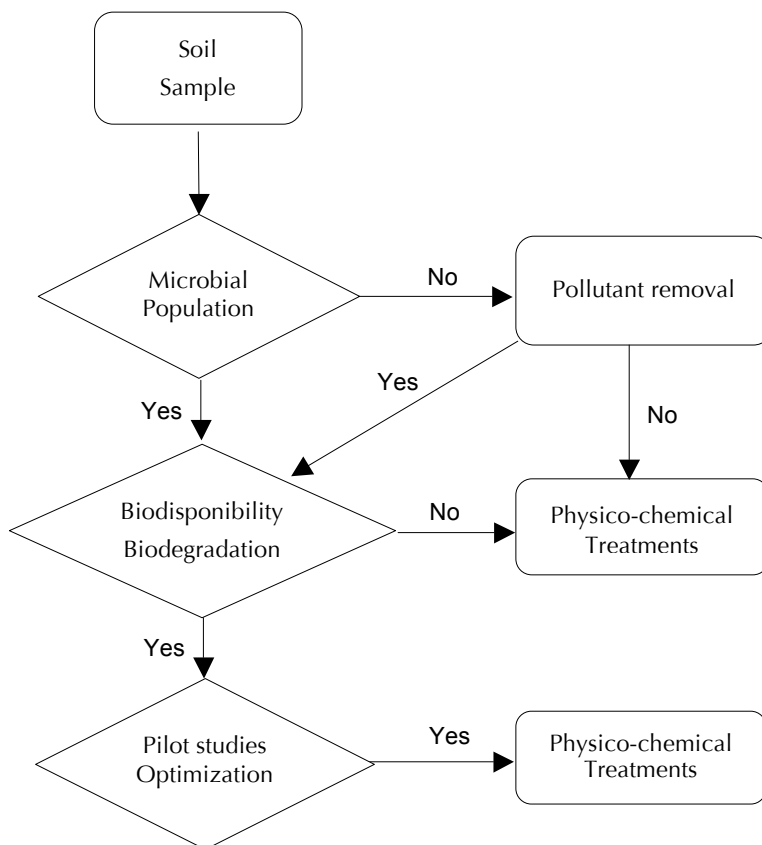 Soil
Sample
Microbial
Population
No
Pollutant removal
Yes
Yes
No
Biodisponibility
Biodegradation
No
Physico-chemical
Treatments
Yes
Pilot studies
Optimization
Yes
Physico-chemical
Treatments